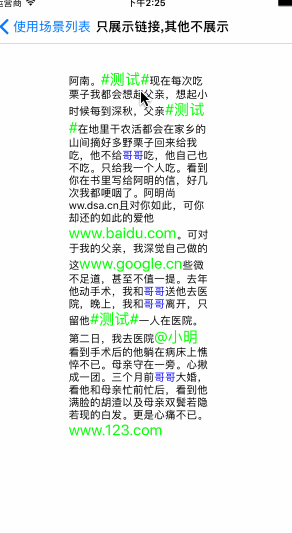 运营商 下午2:25
使用场景列表 只展示链接,其他不展示
阿南。#测试#现在每次吃
栗子我都会想起父亲，想起小
时候每到深秋，父亲#测试
#在地里干农活都会在家乡的
山间摘好多野栗子回来给我
吃，他不给哥哥吃，他自己也
不吃。只给我一个人吃。看到
你在书里写给阿明的信，好几
次我都哽咽了。阿明尚
ww.dsa.cn且对你如此，可你
却还的如此的爱他
www.baidu.com。可对
于我的父亲，我深觉自己做的
这www.google.cn些微
不足道，甚至不值一提。去年
他动手术，我和哥哥送他去医
院，晚上，我和哥哥离开，只
留他#测试#一人在医院。
第二日，我去医院@小明
看到手术后的他躺在病床上憔
悴不已。母亲守在一旁。心揪
成一团。三个月前哥哥大婚，
看他和母亲忙前忙后，看到他
满脸的胡渣以及母亲双鬓若隐
若现的白发。更是心痛不已。
www.123.com